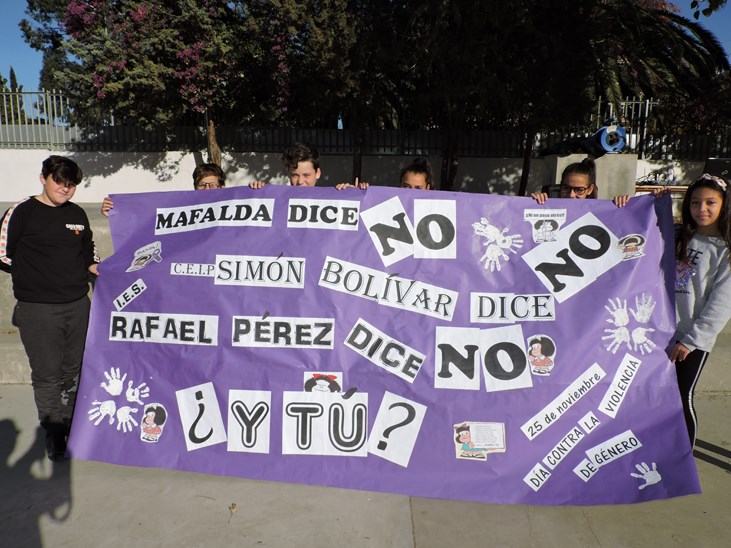 MAFALDA DICE NO
C.E.I.P SIMÓN BOLÍVAR DICE NO
I.E.S.
RAFAEL PÉREZ DICE NO
¿Y TÚ?
25 de noviembre
DÍA CONTRA LA VIOLENCIA
DE GÉNERO